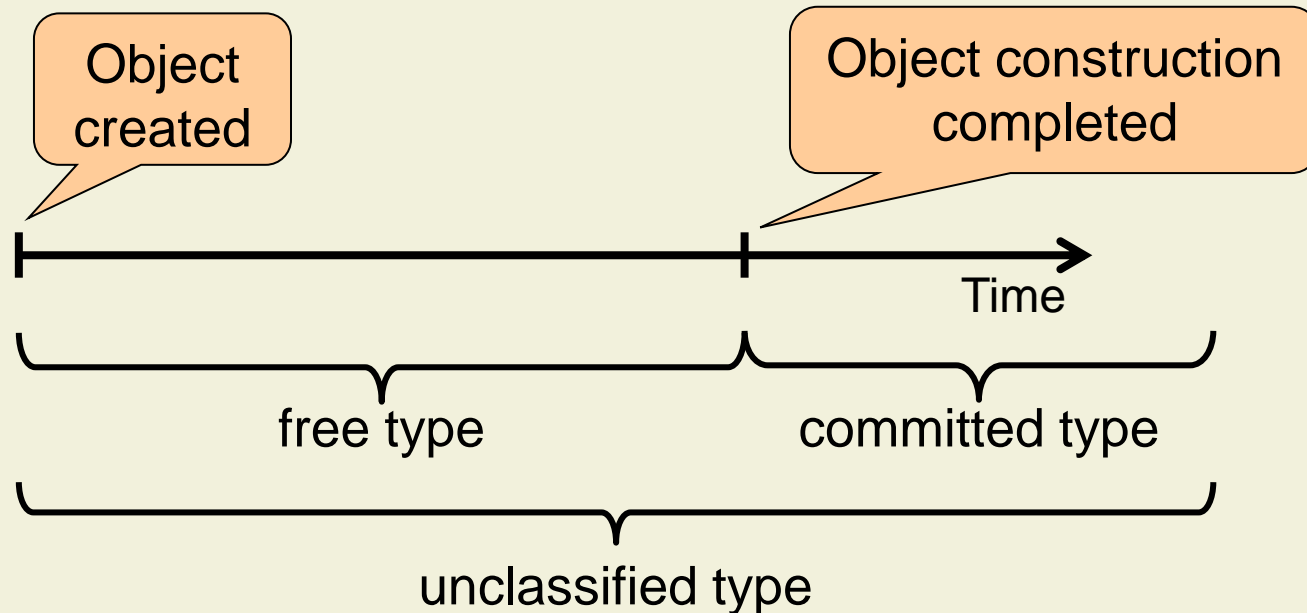 Object
created
Object construction
completed
Time
free type
committed type
unclassified type